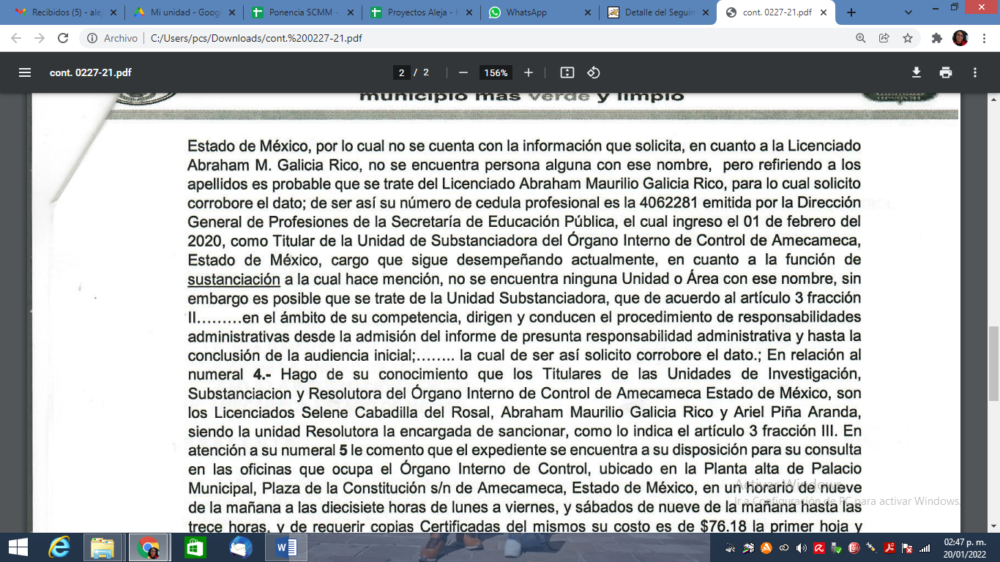 Recibidos (5) - alej
Mi unidad - Googl
Ponencia SCMM -
Proyectos Aleja - H
WhatsApp
Detalle del Seguin
cont. 0227-21.pdf
Archivo C:/Users/pcs/Downloads/cont.%200227-21.pdf
cont. 0227-21.pdf
2 / 2
156%
municipio más verde y limpio
Estado de México, por lo cual no se cuenta con la información que solicita, en cuanto a la Licenciado
Abraham M. Galicia Rico, no se encuentra persona alguna con ese nombre, pero refiriendo a los
apellidos es probable que se trate del Licenciado Abraham Maurilio Galicia Rico, para lo cual solicito
corrobore el dato; de ser así su número de cedula profesional es la 4062281 emitida por la Dirección
General de Profesiones de la Secretaría de Educación Pública, el cual ingreso el 01 de febrero del
2020, como Titular de la Unidad de Substanciadora del Órgano Interno de Control de Amecameca,
Estado de México, cargo que sigue desempeñando actualmente, en cuanto a la función de
sustanciación a la cual hace mención, no se encuentra ninguna Unidad o Área con ese nombre, sin
embargo es posible que se trate de la Unidad Substanciadora, que de acuerdo al artículo 3 fracción
II.........en el ámbito de su competencia, dirigen y conducen el procedimiento de responsabilidades
administrativas desde la admisión del informe de presunta responsabilidad administrativa y hasta la
conclusión de la audiencia inicial;........ la cual de ser así solicito corrobore el dato.; En relación al
numeral 4.- Hago de su conocimiento que los Titulares de las Unidades de Investigación,
Substanciacion y Resolutora del Órgano Interno de Control de Amecameca Estado de México, son
los Licenciados Selene Cabadilla del Rosal, Abraham Maurilio Galicia Rico y Ariel Piña Aranda,
siendo la unidad Resolutora la encargada de sancionar, como lo indica el artículo 3 fracción III. En
atención a su numeral 5 le comento que el expediente se encuentra a su disposición para su consulta
en las oficinas que ocupa el Órgano Interno de Control, ubicado en la Planta alta de Palacio
Municipal, Plaza de la Constitución s/n de Amecameca, Estado de México, en un horario de nueve
de la mañana a las diecisiete horas de lunes a viernes, y sábados de nueve de la mañana hasta las
trece horas, y de requerir copias Certificadas del mismos su costo es de $76.18 la primer hoja y
Activar Windows
Ir a Configuración de PC para activar Windows.
02:47 p. m.
20/01/2022